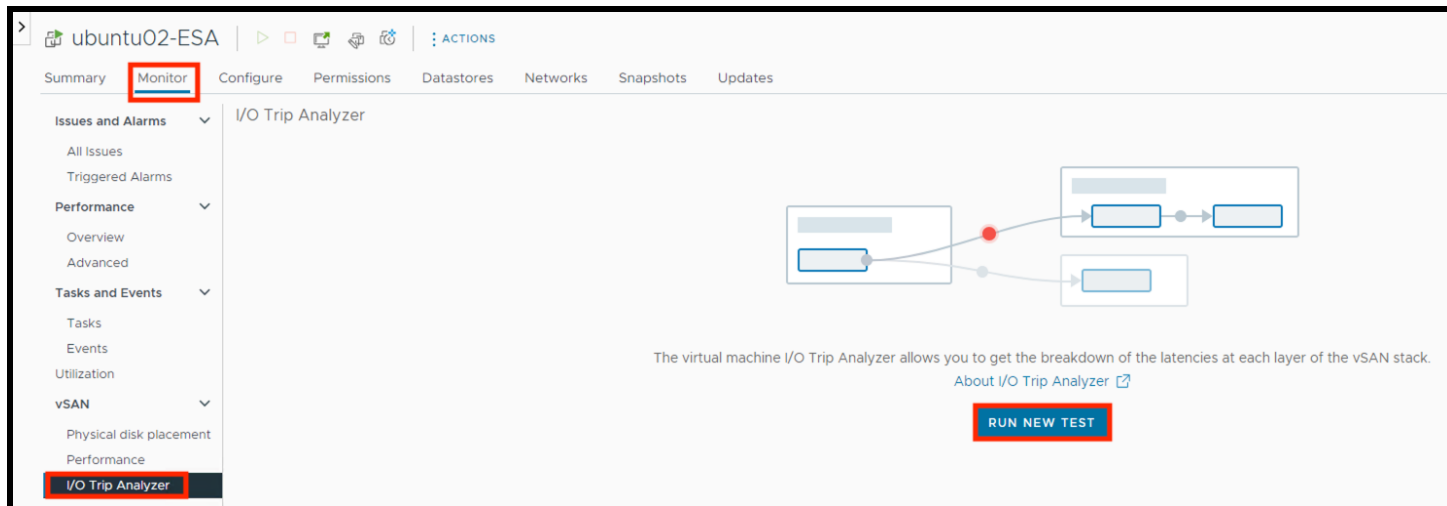 ubuntu02-ESA
ACTIONS
Summary Monitor Configure Permissions Datastores Networks Snapshots Updates
Issues and Alarms
All Issues
Triggered Alarms
Performance
Overview
Advanced
Tasks and Events
Tasks
Events
Utilization
vSAN
Physical disk placement
Performance
I/O Trip Analyzer
I/O Trip Analyzer
The virtual machine I/O Trip Analyzer allows you to get the breakdown of the latencies at each layer of the vSAN stack.
About I/O Trip Analyzer
RUN NEW TEST